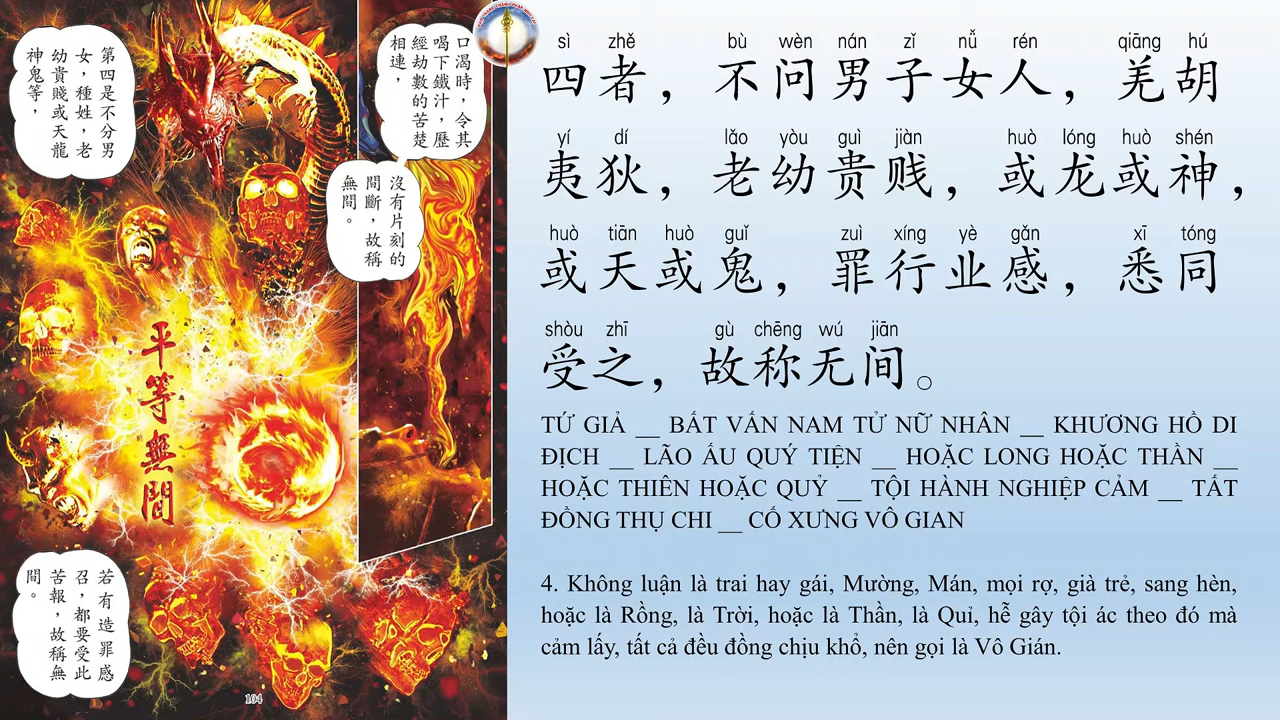 口渴時，令其
喝下鐵汁，歷
經劫數的苦楚
相連，
沒有片刻的
間斷，故稱
無間。
第四是不分男
女，種姓，老
幼貴賤或天龍
神鬼等，
平等無間
若有造罪感
召，都要受此
苦報，故稱無
間。
104
sì zhě bù wèn nán zǐ nǚ rén qiāng hú
四者，不问男子女人，羌胡
yí dí lǎo yòu guì jiàn huò lóng huò shén
夷狄，老幼贵贱，或龙或神，
huò tiān huò guǐ zuì xíng yè gǎn xī tóng
或天或鬼，罪行业感，悉同
shòu zhī gù chēng wú jiān
受之，故称无间。
TỨ GIẢ __ BẤT VẤN NAM TỬ NỮ NHÂN __ KHƯƠNG HỒ DI
ĐỊCH __ LÃO ẤU QUÝ TIỆN __ HOẶC LONG HOẶC THẦN __
HOẶC THIÊN HOẶC QUỶ __ TỘI HÀNH NGHIỆP CẢM __ TẤT
ĐỒNG THỤ CHI __ CỐ XƯNG VÔ GIAN
4. Không luận là trai hay gái, Mường, Mán, mọi rợ, già trẻ, sang hèn,
hoặc là Rồng, là Trời, hoặc là Thần, là Quỉ, hễ gây tội ác theo đó mà
cảm lấy, tất cả đều đồng chịu khổ, nên gọi là Vô Gián.